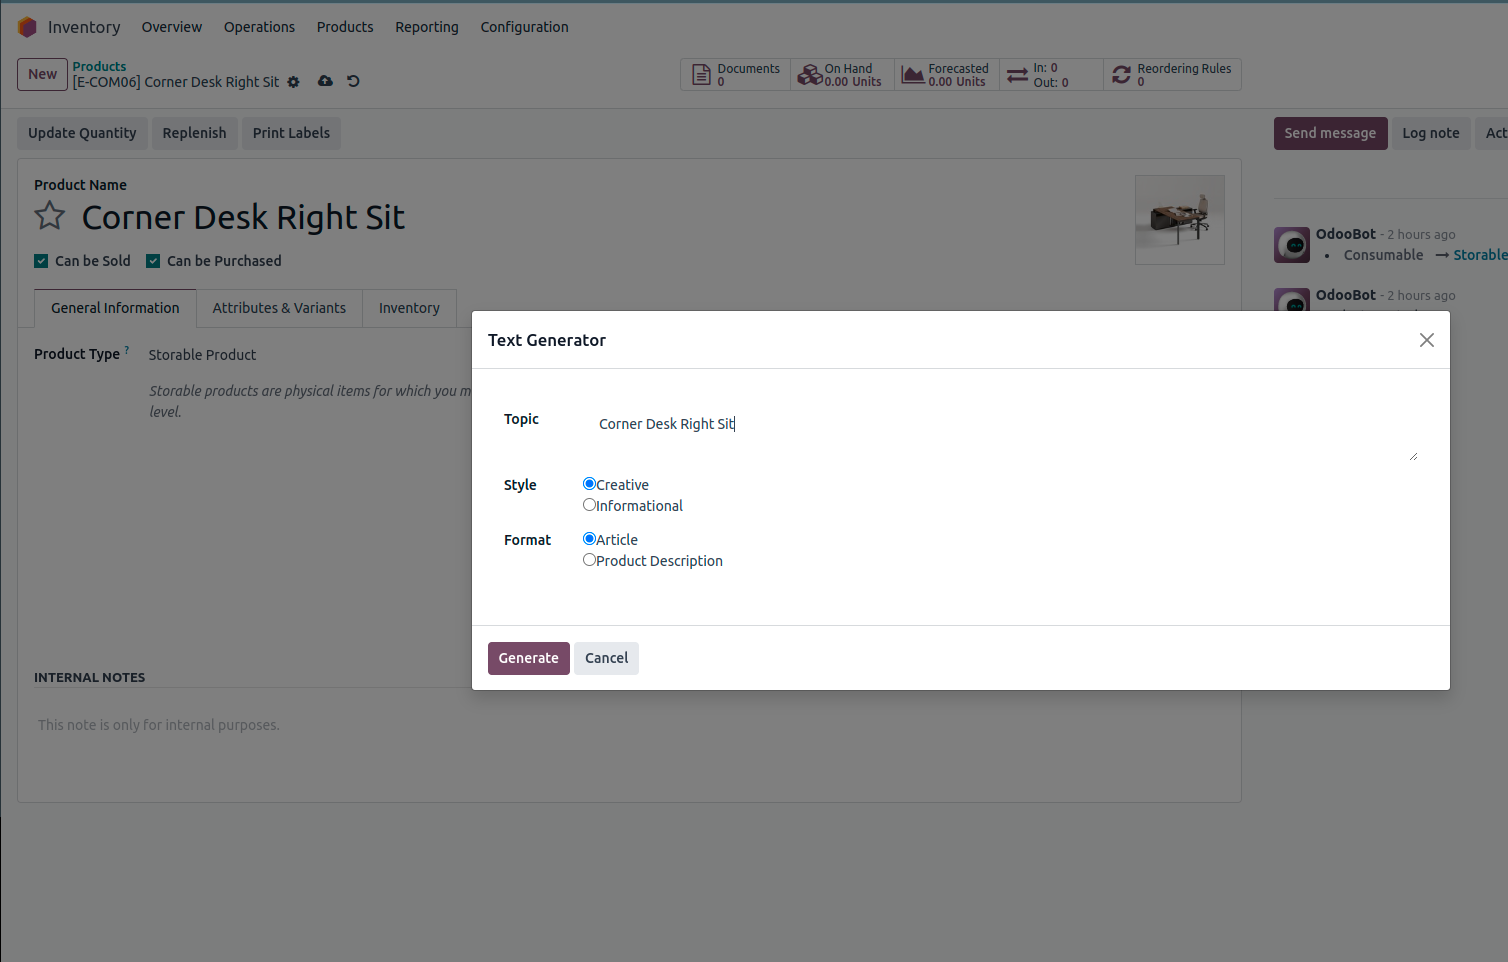 Inventory Overview Operations Products Reporting Configuration
New
Products
[E-COM06] Corner Desk Right Sit
Documents
0
On Hand
0.00 Units
Forecasted
0.00 Units
In: 0
Out: 0
Reordering Rules
0
Update Quantity Replenish Print Labels
Send message Log note Act
Product Name
Corner Desk Right Sit
Can be Sold Can be Purchased
General Information Attributes & Variants Inventory
Product Type ? Storable Product
Storable products are physical items for which you m
level.
INTERNAL NOTES
This note is only for internal purposes.
OdooBot - 2 hours ago
• Consumable → Storable
OdooBot - 2 hours ago
Text Generator
Topic Corner Desk Right Sit
Style Creative
Informational
Format Article
Product Description
Generate Cancel